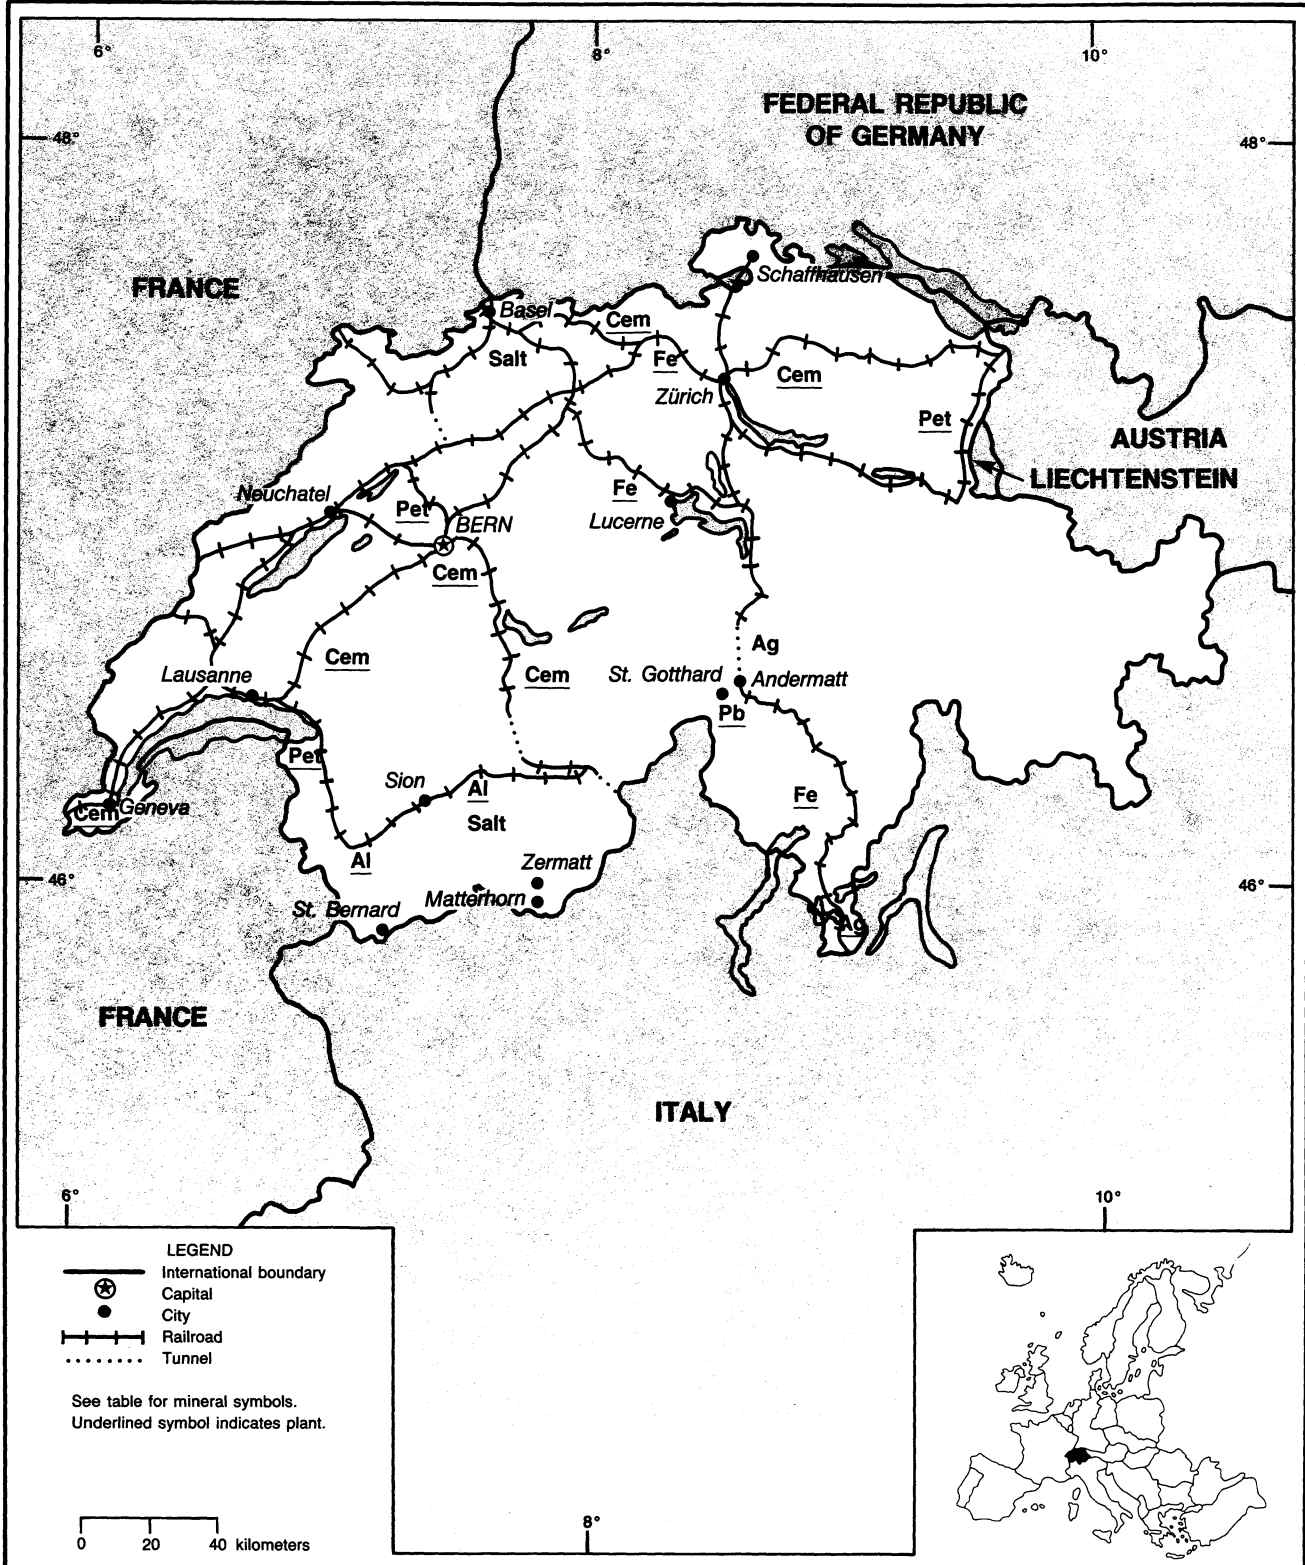 6°
8°
10°
FEDERAL REPUBLIC
OF GERMANY
48°
48°
FRANCE
Schaffhausen
Basel
Cem
Salt
Fe
Cem
Zürich
Pet
AUSTRIA
LIECHTENSTEIN
Neuchatel
Pet
Fe
BERN
Lucerne
Cem
Ag
Cem
Cem
Lausanne
St. Gotthard
Andermatt
Pb
Pet
Sion
Al
Fe
Cem
Geneva
Salt
Al
Zermatt
46°
46°
Matterhorn
St. Bernard
Ag
FRANCE
ITALY
6°
10°
LEGEND
International boundary
Capital
City
Railroad
Tunnel
See table for mineral symbols.
Underlined symbol indicates plant.
8°
0 20 40 kilometers